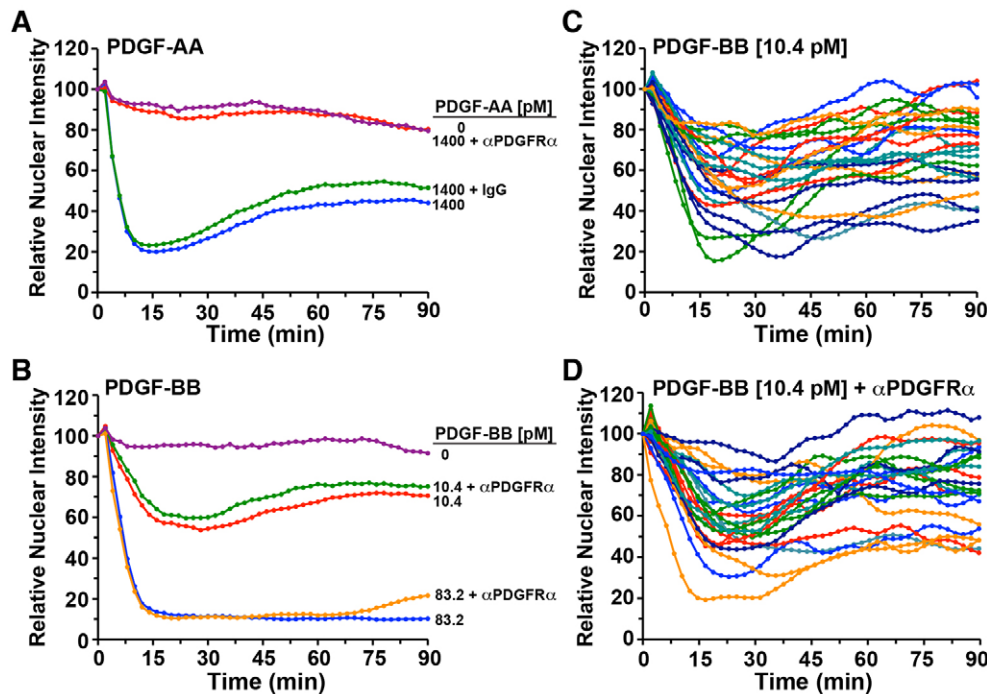 A
PDGF-AA
Relative Nuclear Intensity
120
100
80
60
40
20
0
0 15 30 45 60 75 90
Time (min)
PDGF-AA [pM]
0
1400 + αPDGFRα
1400 + IgG
1400
C
PDGF-BB [10.4 pM]
Relative Nuclear Intensity
120
100
80
60
40
20
0
0 15 30 45 60 75 90
Time (min)
B
PDGF-BB
Relative Nuclear Intensity
120
100
80
60
40
20
0
0 15 30 45 60 75 90
Time (min)
PDGF-BB [pM]
0
10.4 + αPDGFRα
10.4
83.2 + αPDGFRα
83.2
D
PDGF-BB [10.4 pM] + αPDGFRα
Relative Nuclear Intensity
120
100
80
60
40
20
0
0 15 30 45 60 75 90
Time (min)